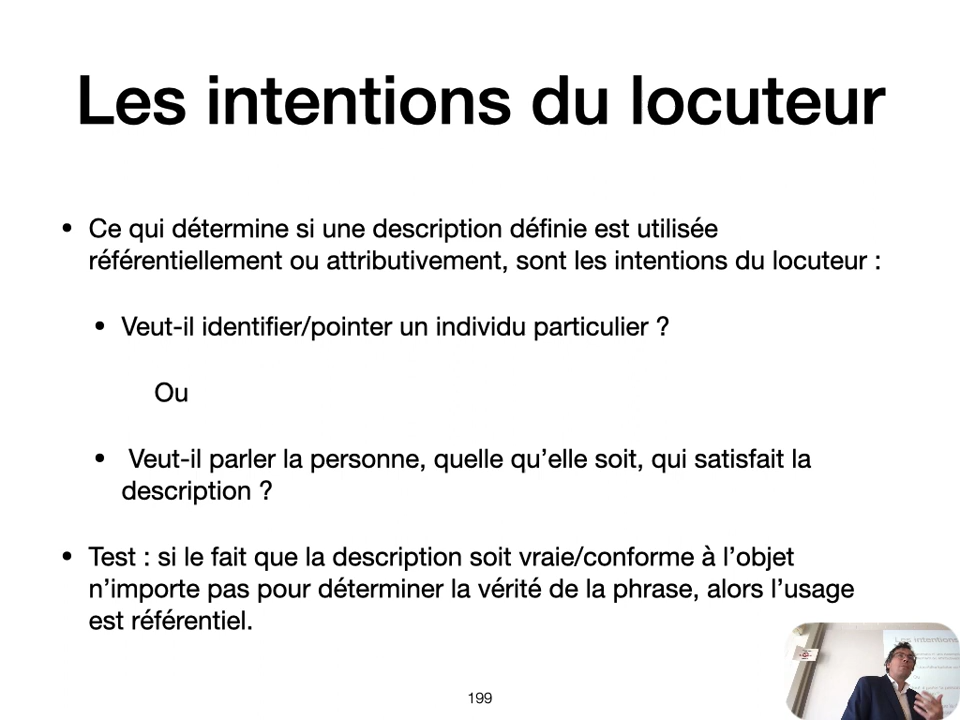 Les intentions du locuteur
• Ce qui détermine si une description définie est utilisée
référentiellement ou attributivement, sont les intentions du locuteur :
• Veut-il identifier/pointer un individu particulier ?
Ou
• Veut-il parler la personne, quelle qu’elle soit, qui satisfait la
description ?
• Test : si le fait que la description soit vraie/conforme à l’objet
n’importe pas pour déterminer la vérité de la phrase, alors l’usage
est référentiel.
199
Les intentions